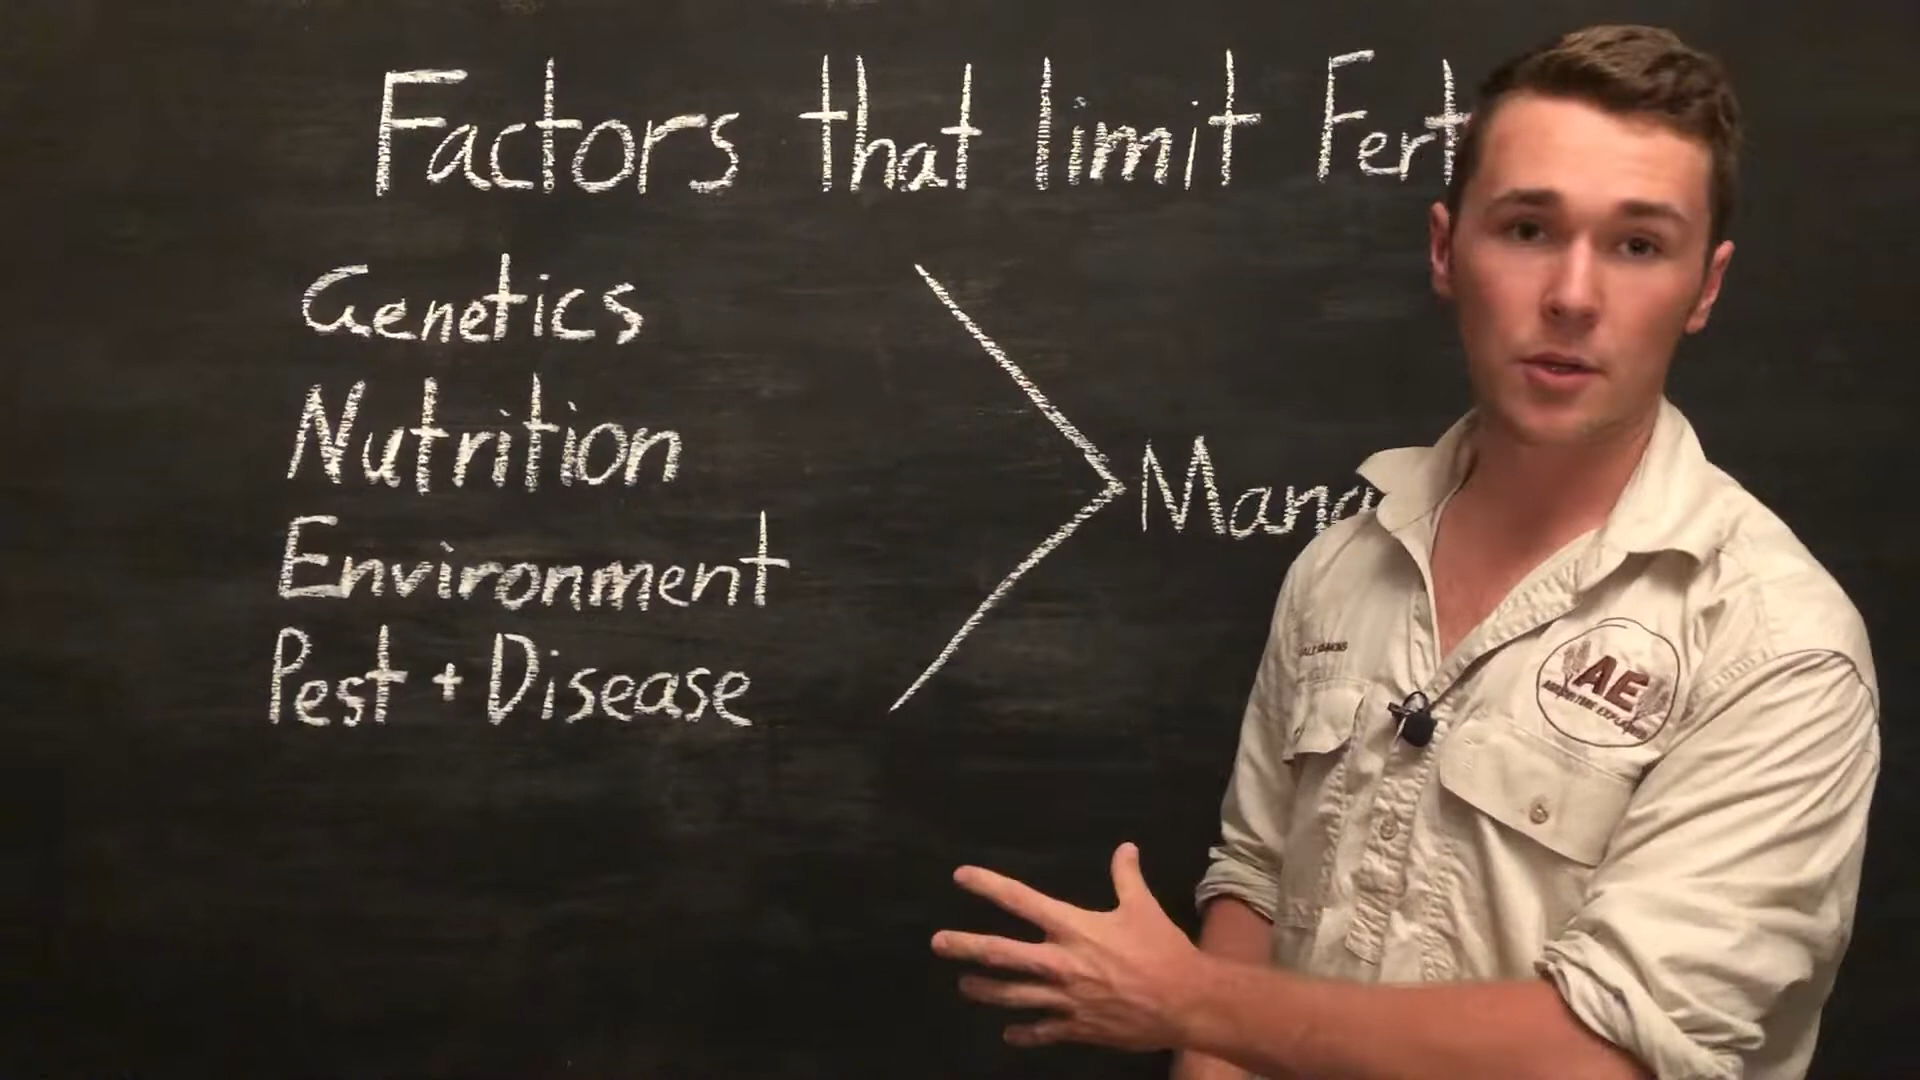 Factors that limit Fert
Genetics
Nutrition
Environment
Pest + Disease
Mana
AE